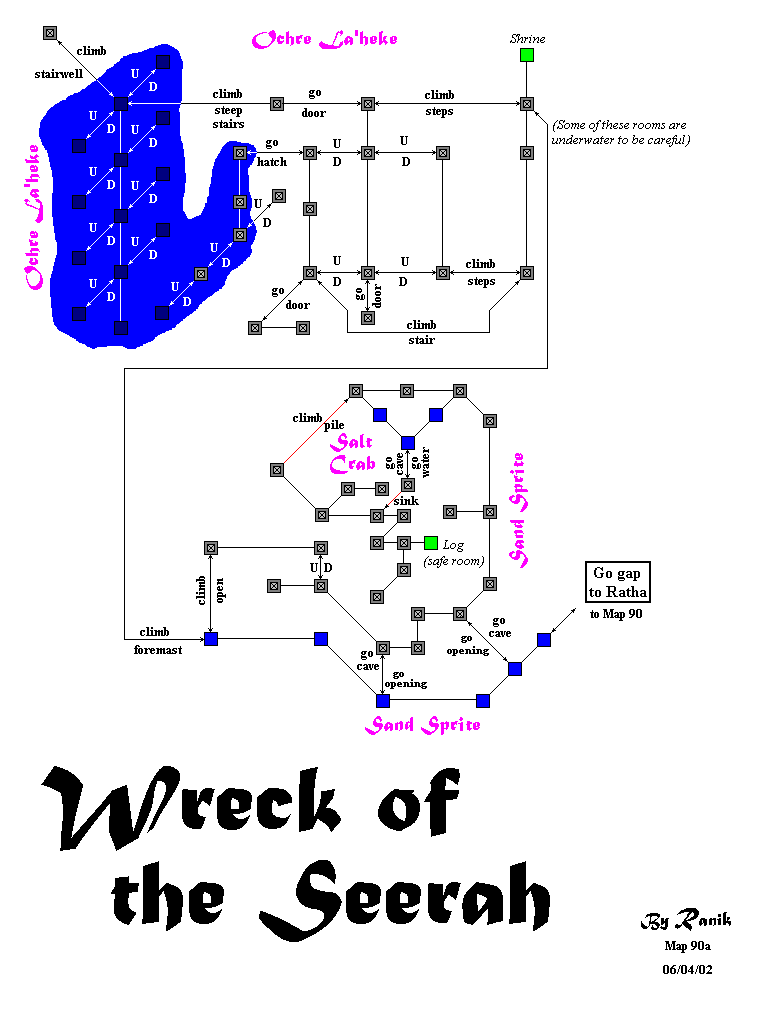 Ochre La'heke
Shrine
climb
stairwell
U
D
climb
steep
stairs
go
door
climb
steps
(Some of these rooms are
underwater to be careful)
U
D
U
D
go
hatch
U
D
U
D
Ochre La'heke
U
D
U
D
U
D
U
D
U
D
U
D
U
D
U
D
U
D
U
D
U
D
climb
steps
go
door
go
door
climb
stair
climb
pile
Salt
Crab
go
cave
go
water
sink
Sand Sprite
Log
(safe room)
climb
open
U D
Go gap
to Ratha
to Map 90
climb
foremast
go
cave
go
opening
go
cave
go
opening
Sand Sprite
Wreck of
the Seerah
By Ranik
Map 90a
06/04/02